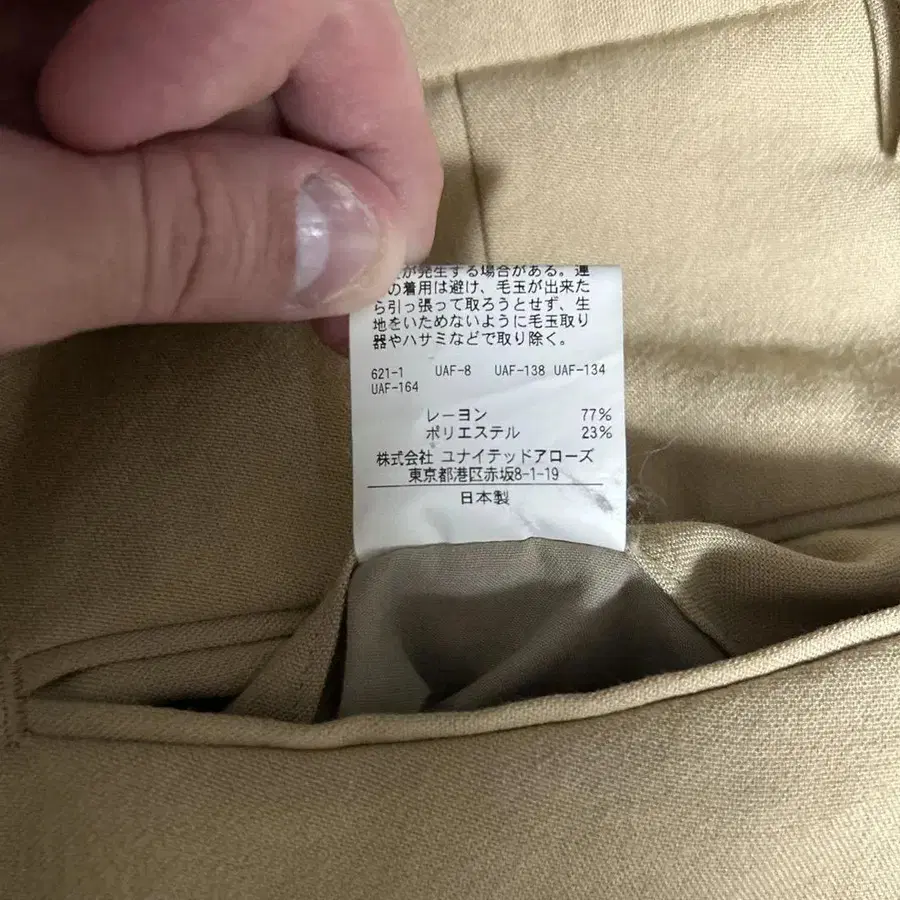 が発生する場合がある。連
の着用は避け、毛玉が出来た
ら引っ張って取ろうとせず、生
地をいためないように毛玉取り
器やハサミなどで取り除く。
621-1 UAF-8 UAF-138 UAF-134
UAF-164
レーヨン 77%
ポリエステル 23%
株式会社 ユナイテッドアローズ
東京都港区赤坂8-1-19
日本製